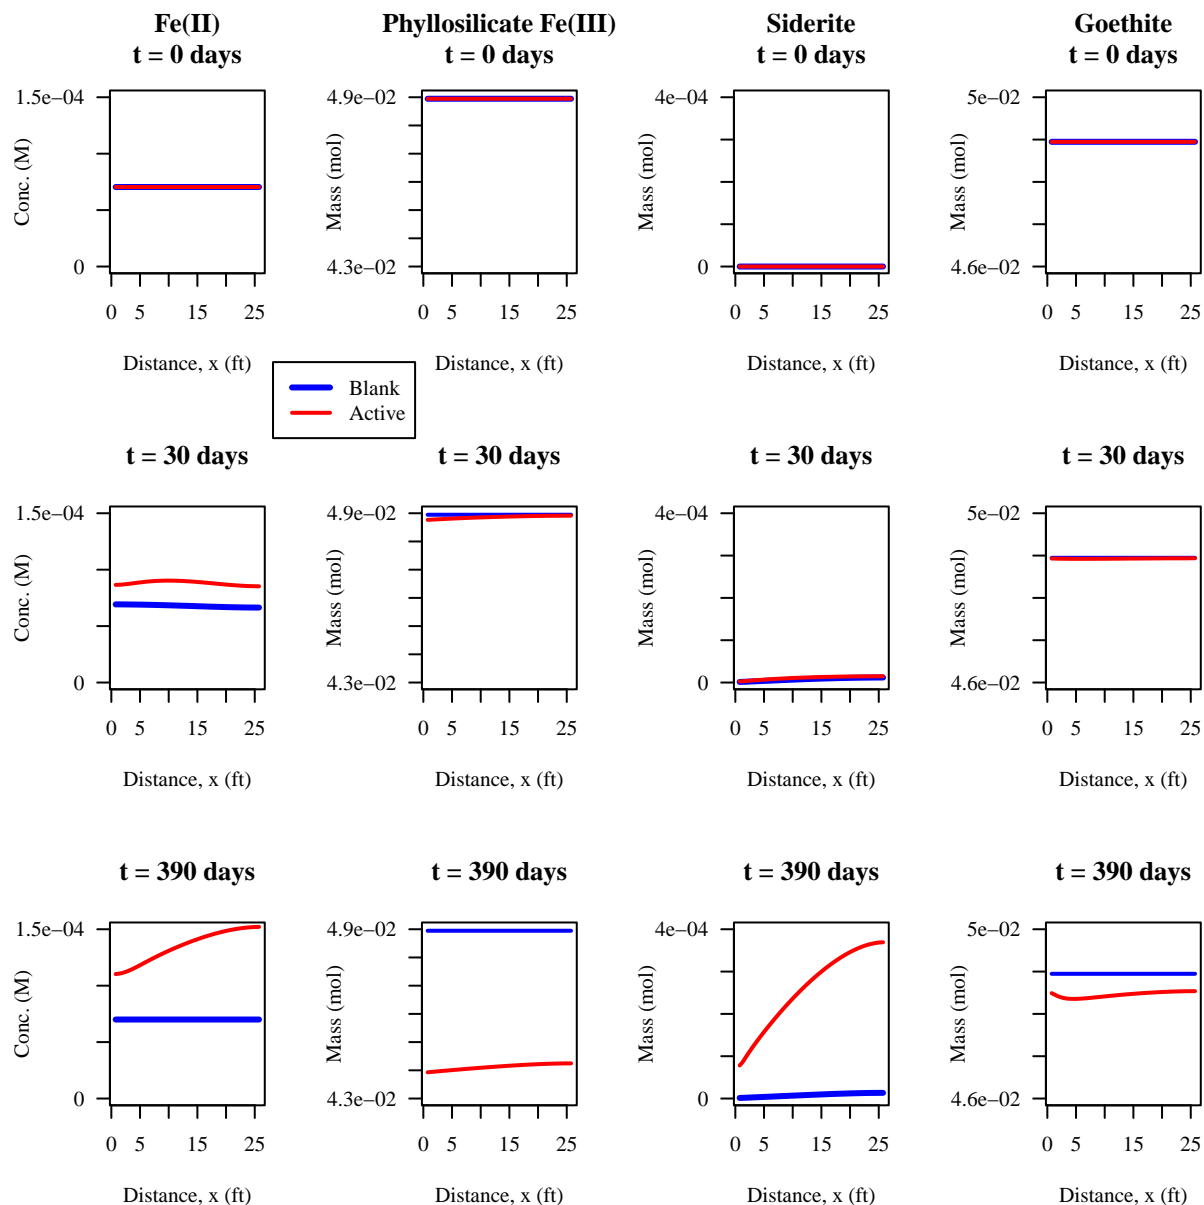 Fe(II)
t = 0 days
Phyllosilicate Fe(III)
t = 0 days
Siderite
t = 0 days
Goethite
t = 0 days
Conc. (M)
1.5e−04
0
0 5 15 25
Distance, x (ft)
Mass (mol)
4.9e−02
4.3e−02
0 5 15 25
Distance, x (ft)
Mass (mol)
4e−04
0
0 5 15 25
Distance, x (ft)
Mass (mol)
5e−02
4.6e−02
0 5 15 25
Distance, x (ft)
Blank
Active
t = 30 days
t = 30 days
t = 30 days
t = 30 days
Conc. (M)
1.5e−04
0
0 5 15 25
Distance, x (ft)
Mass (mol)
4.9e−02
4.3e−02
0 5 15 25
Distance, x (ft)
Mass (mol)
4e−04
0
0 5 15 25
Distance, x (ft)
Mass (mol)
5e−02
4.6e−02
0 5 15 25
Distance, x (ft)
t = 390 days
t = 390 days
t = 390 days
t = 390 days
Conc. (M)
1.5e−04
0
0 5 15 25
Distance, x (ft)
Mass (mol)
4.9e−02
4.3e−02
0 5 15 25
Distance, x (ft)
Mass (mol)
4e−04
0
0 5 15 25
Distance, x (ft)
Mass (mol)
5e−02
4.6e−02
0 5 15 25
Distance, x (ft)